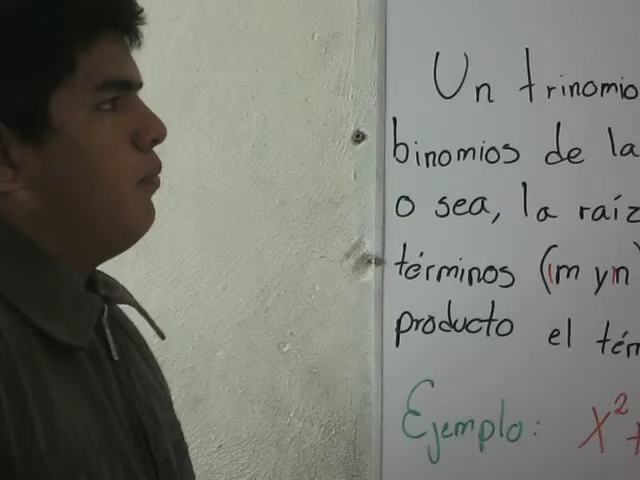 Un trinomio
binomios de la
o sea, la raíz
términos (m y n)
producto el tér
Ejemplo: x² +